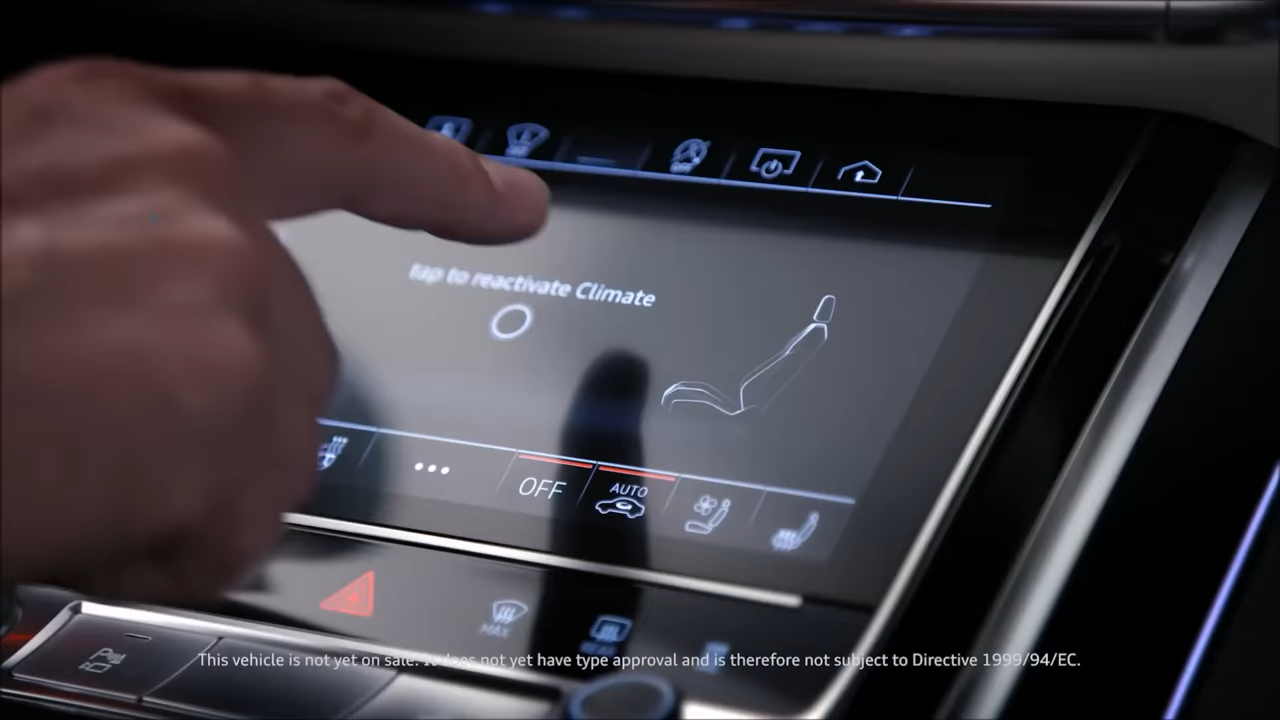 OFF
tap to reactivate Climate
OFF
AUTO
MAX
This vehicle is not yet on sale. It does not yet have type approval and is therefore not subject to Directive 1999/94/EC.